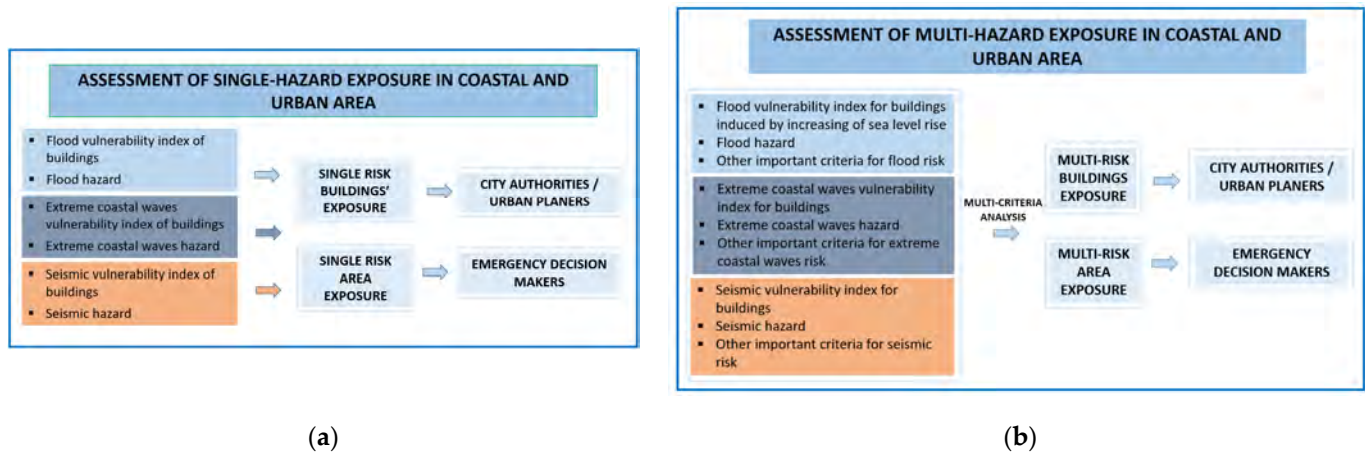 ASSESSMENT OF SINGLE-HAZARD EXPOSURE IN COASTAL AND
URBAN AREA
▪ Flood vulnerability index of
buildings
▪ Flood hazard
▪ Extreme coastal waves
vulnerability index of buildings
▪ Extreme coastal waves hazard
▪ Seismic vulnerability index of
buildings
▪ Seismic hazard
SINGLE RISK
BUILDINGS'
EXPOSURE
CITY AUTHORITIES /
URBAN PLANERS
SINGLE RISK
AREA
EXPOSURE
EMERGENCY DECISION
MAKERS
(a)
ASSESSMENT OF MULTI-HAZARD EXPOSURE IN COASTAL AND
URBAN AREA
▪ Flood vulnerability index for buildings
induced by increasing of sea level rise
▪ Flood hazard
▪ Other important criteria for flood risk
▪ Extreme coastal waves vulnerability
index for buildings
▪ Extreme coastal waves hazard
▪ Other important criteria for extreme
coastal waves risk
▪ Seismic vulnerability index for
buildings
▪ Seismic hazard
▪ Other important criteria for seismic
risk
MULTI-CRITERIA
ANALYSIS
MULTI-RISK
BUILDINGS
EXPOSURE
CITY AUTHORITIES /
URBAN PLANERS
MULTI-RISK
AREA
EXPOSURE
EMERGENCY
DECISION MAKERS
(b)